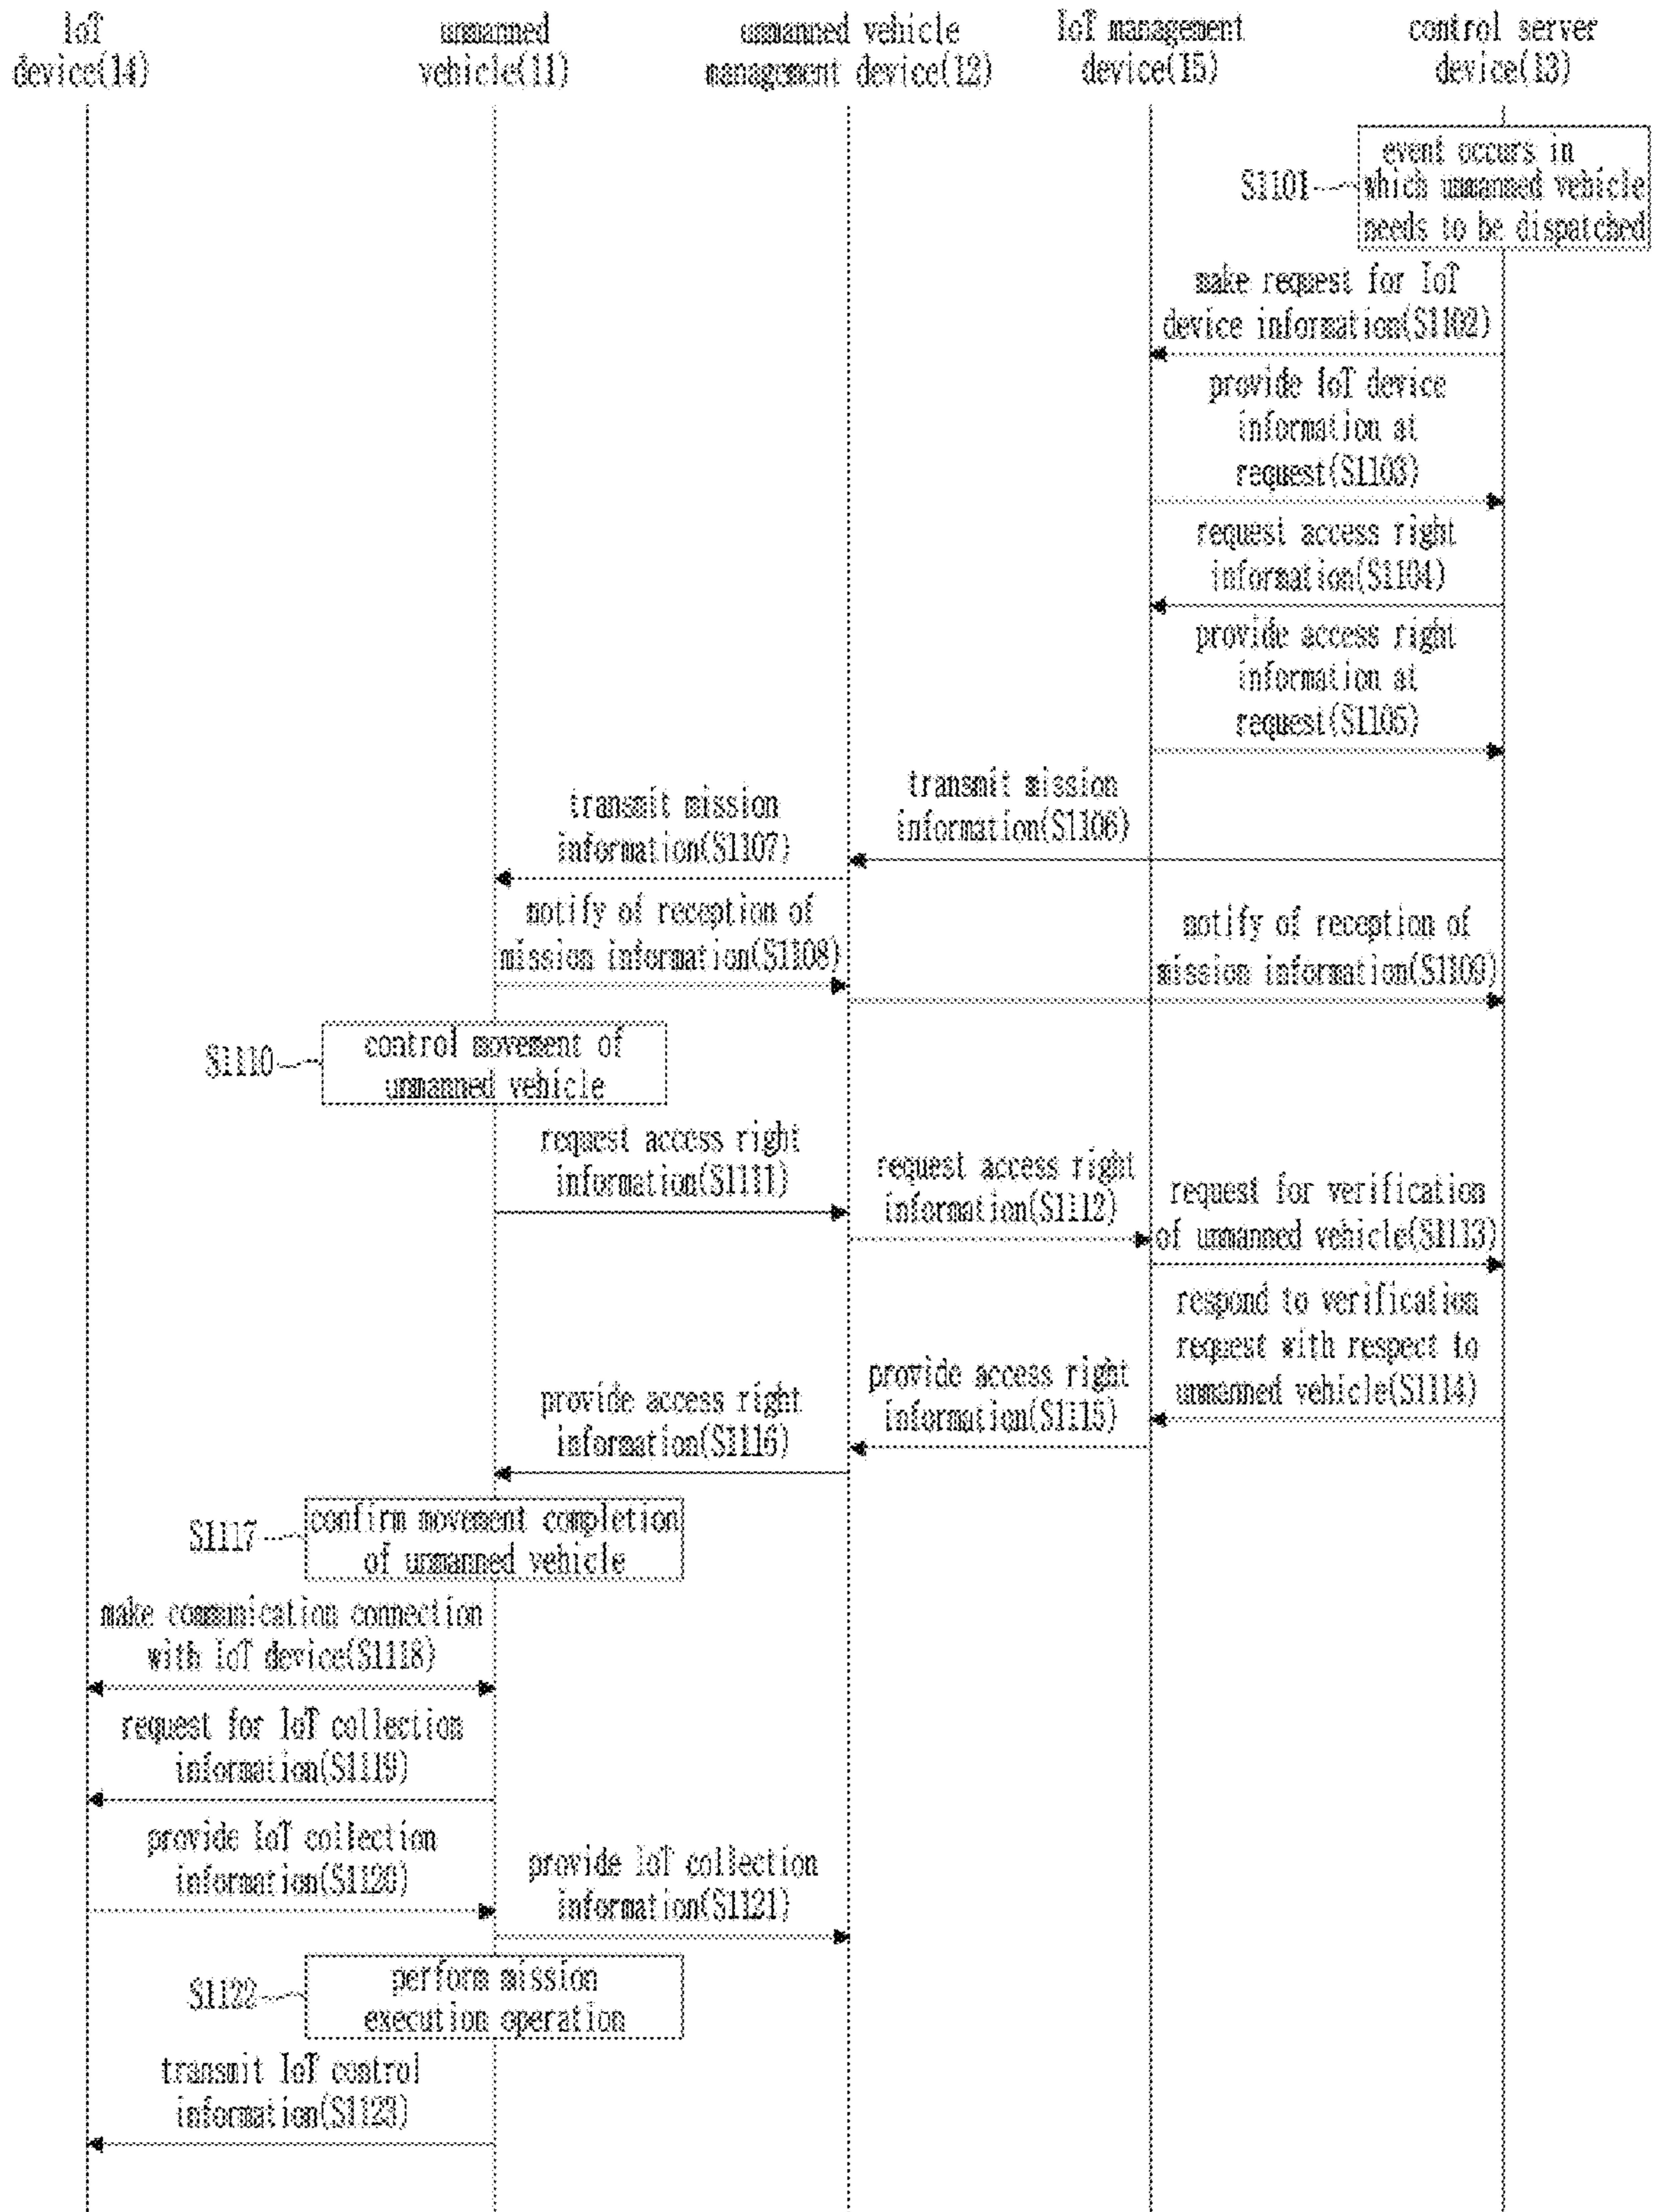 IoT
device(14)
unmanned
vehicle(11)
unmanned vehicle
management device(12)
IoT management
device(15)
control server
device(13)
event occurs in
which unmanned vehicle
needs to be dispatched
S1101
make request for IoT
device information(S1102)
provide IoT device
information at
request(S1103)
request access right
information(S1104)
provide access right
information at
request(S1105)
transmit mission
information(S1106)
transmit mission
information(S1107)
notify of reception of
mission information(S1108)
notify of reception of
mission information(S1109)
S1110
control movement of
unmanned vehicle
request access right
information(S1111)
request access right
information(S1112)
request for verification
of unmanned vehicle(S1113)
respond to verification
request with respect to
unmanned vehicle(S1114)
provide access right
information(S1115)
provide access right
information(S1116)
S1117
confirm movement completion
of unmanned vehicle
make communication connection
with IoT device(S1118)
request for IoT collection
information(S1119)
provide IoT collection
information(S1120)
provide IoT collection
information(S1121)
S1122
perform mission
execution operation
transmit IoT control
information(S1123)